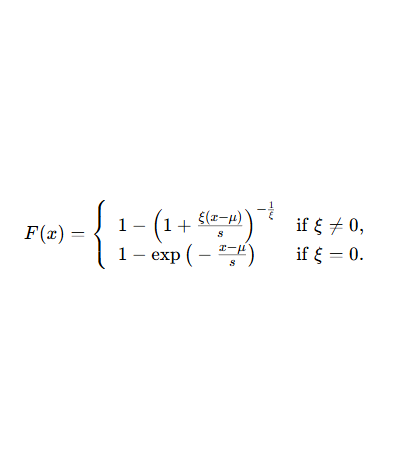 F(x) = { 1 − (1 + ξ(x−μ)/s)^(−1/ξ) if ξ ≠ 0,
1 − exp (− x−μ/s) if ξ = 0.